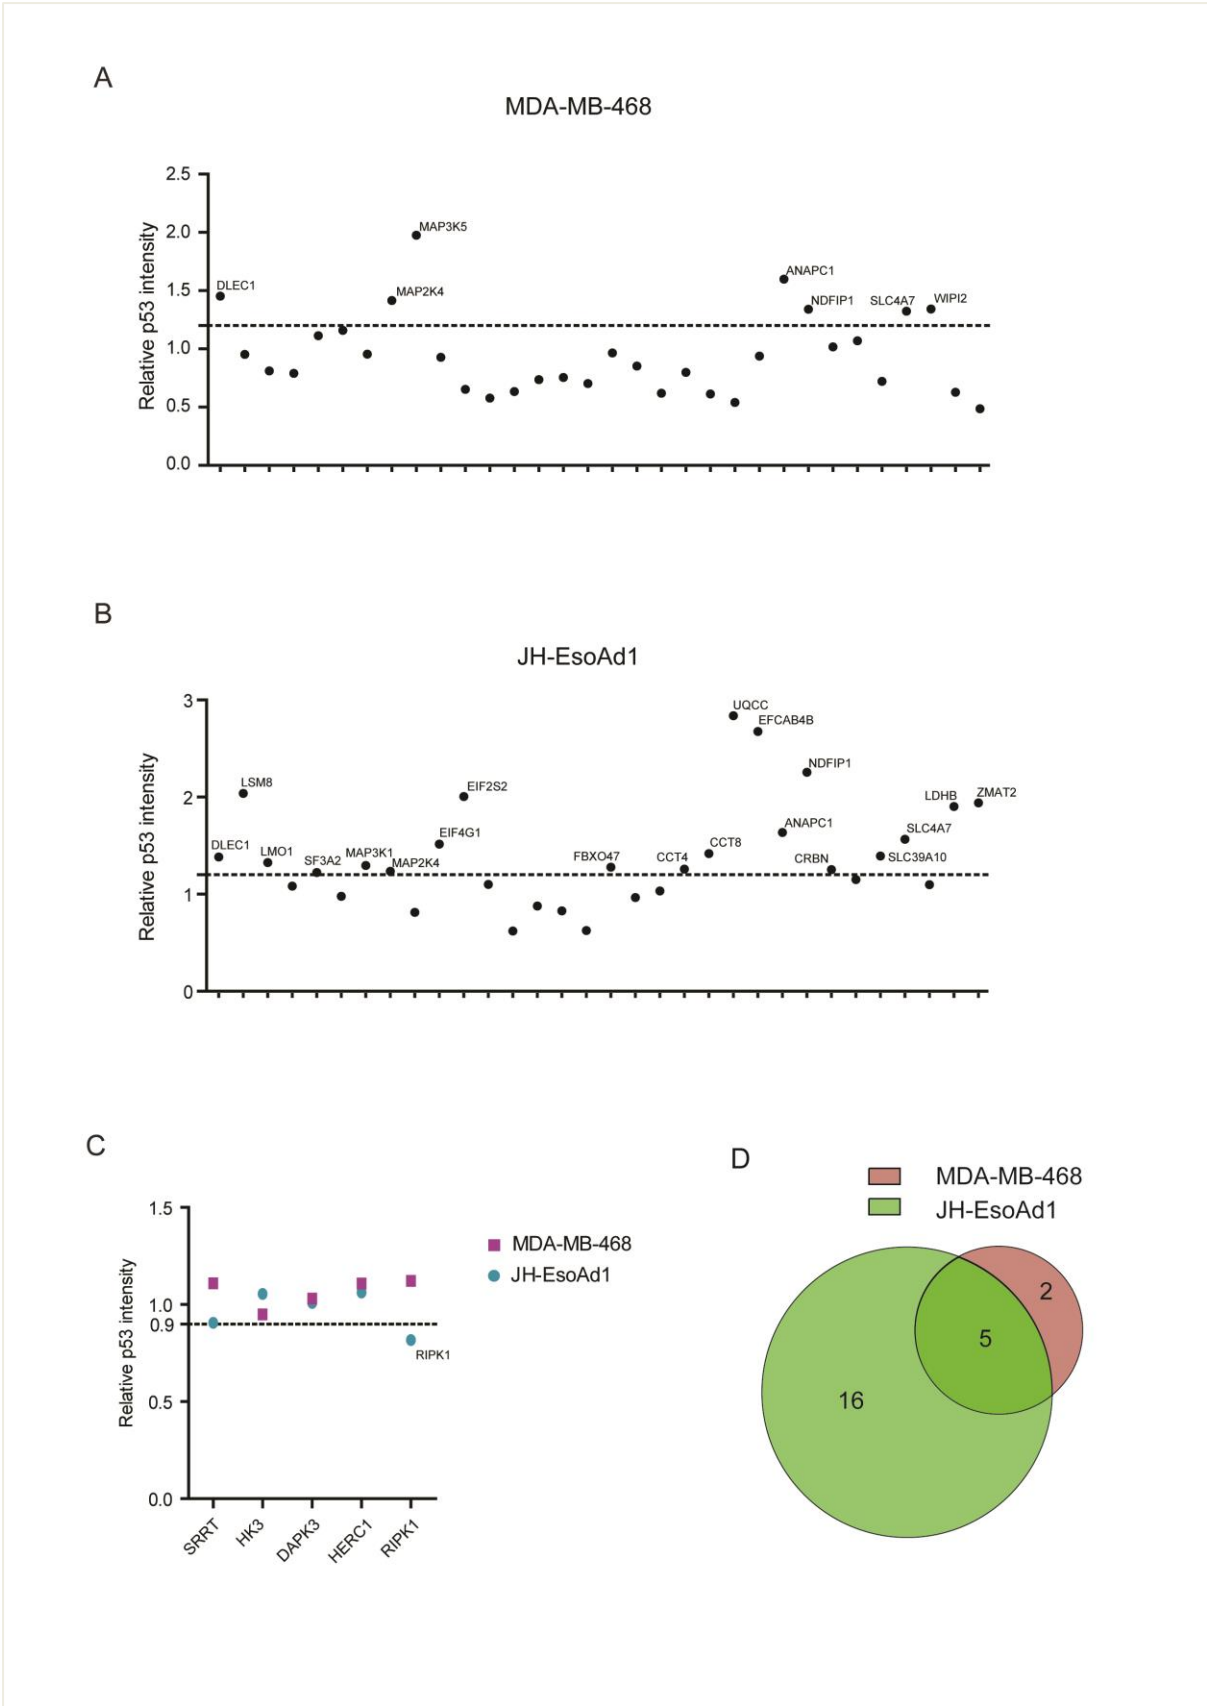 A
MDA-MB-468
Relative p53 intensity
2.5
2.0
1.5
1.0
0.5
0.0
DLEC1
MAP2K4
MAP3K5
ANAPC1
NDFIP1
SLC4A7
WIPI2
B
JH-EsoAd1
Relative p53 intensity
3
2
1
0
DLEC1
LSM8
LMO1
SF3A2
MAP3K1
MAP2K4
EIF4G1
EIF2S2
FBXO47
CCT4
CCT8
UQCC
EFCAB4B
ANAPC1
NDFIP1
CRBN
SLC39A10
SLC4A7
LDHB
ZMAT2
C
Relative p53 intensity
1.5
1.0
0.9
0.5
0.0
RIPK1
SRRT
HK3
DAPK3
HERC1
RIPK1
MDA-MB-468
JH-EsoAd1
D
MDA-MB-468
JH-EsoAd1
2
5
16